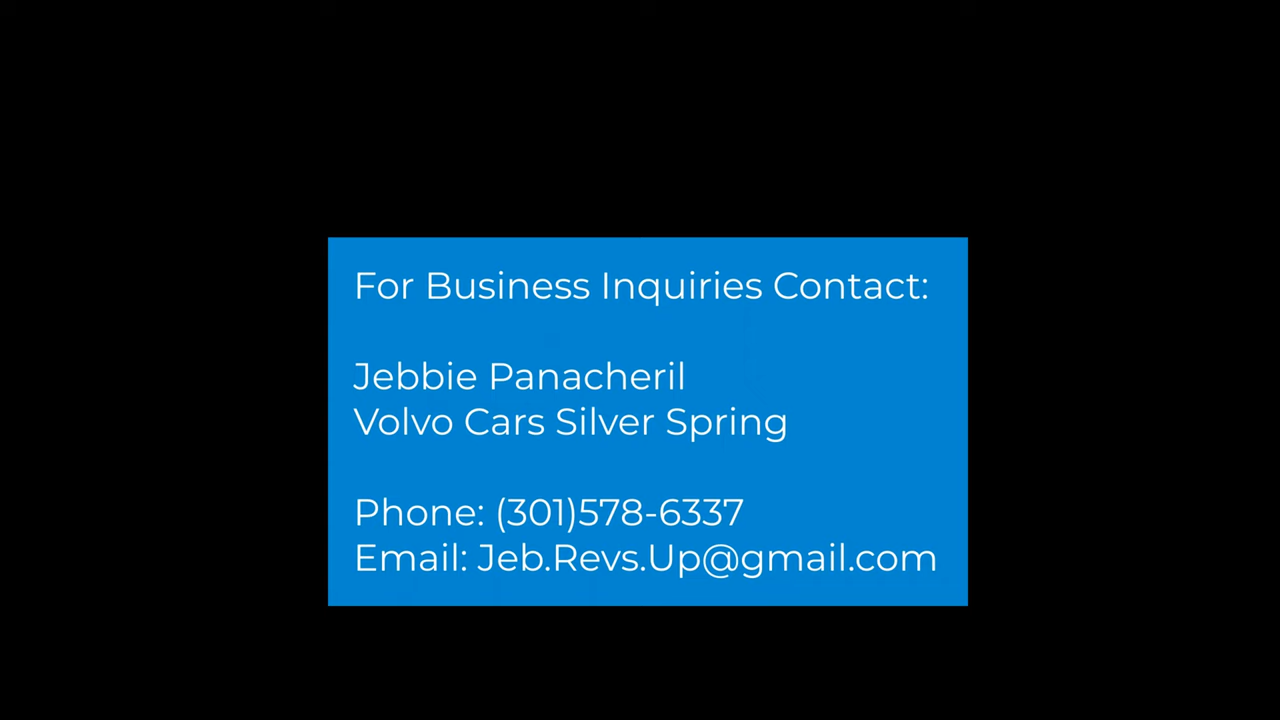 For Business Inquiries Contact:
Jebbie Panacheril
Volvo Cars Silver Spring
Phone: (301)578-6337
Email: Jeb.Revs.Up@gmail.com